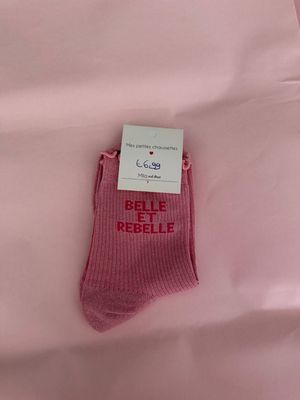 Mes petites chaussettes
€6,99
BELLE
ET
REBELLE